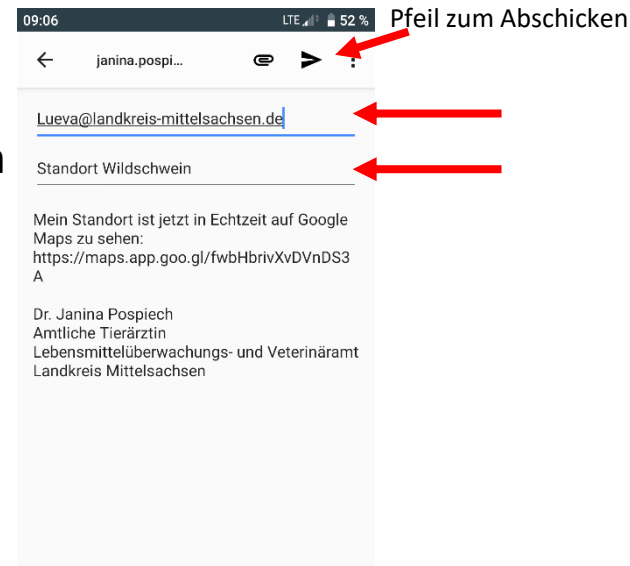 09:06 LTE 52 %
Pfeil zum Abschicken
janina.pospi...
Lueva@landkreis-mittelsachsen.de
Standort Wildschwein
Mein Standort ist jetzt in Echtzeit auf Google
Maps zu sehen:
https://maps.app.goo.gl/fwbHbrivXvDVnDS3
A
Dr. Janina Pospiech
Amtliche Tierärztin
Lebensmittelüberwachungs- und Veterinäramt
Landkreis Mittelsachsen